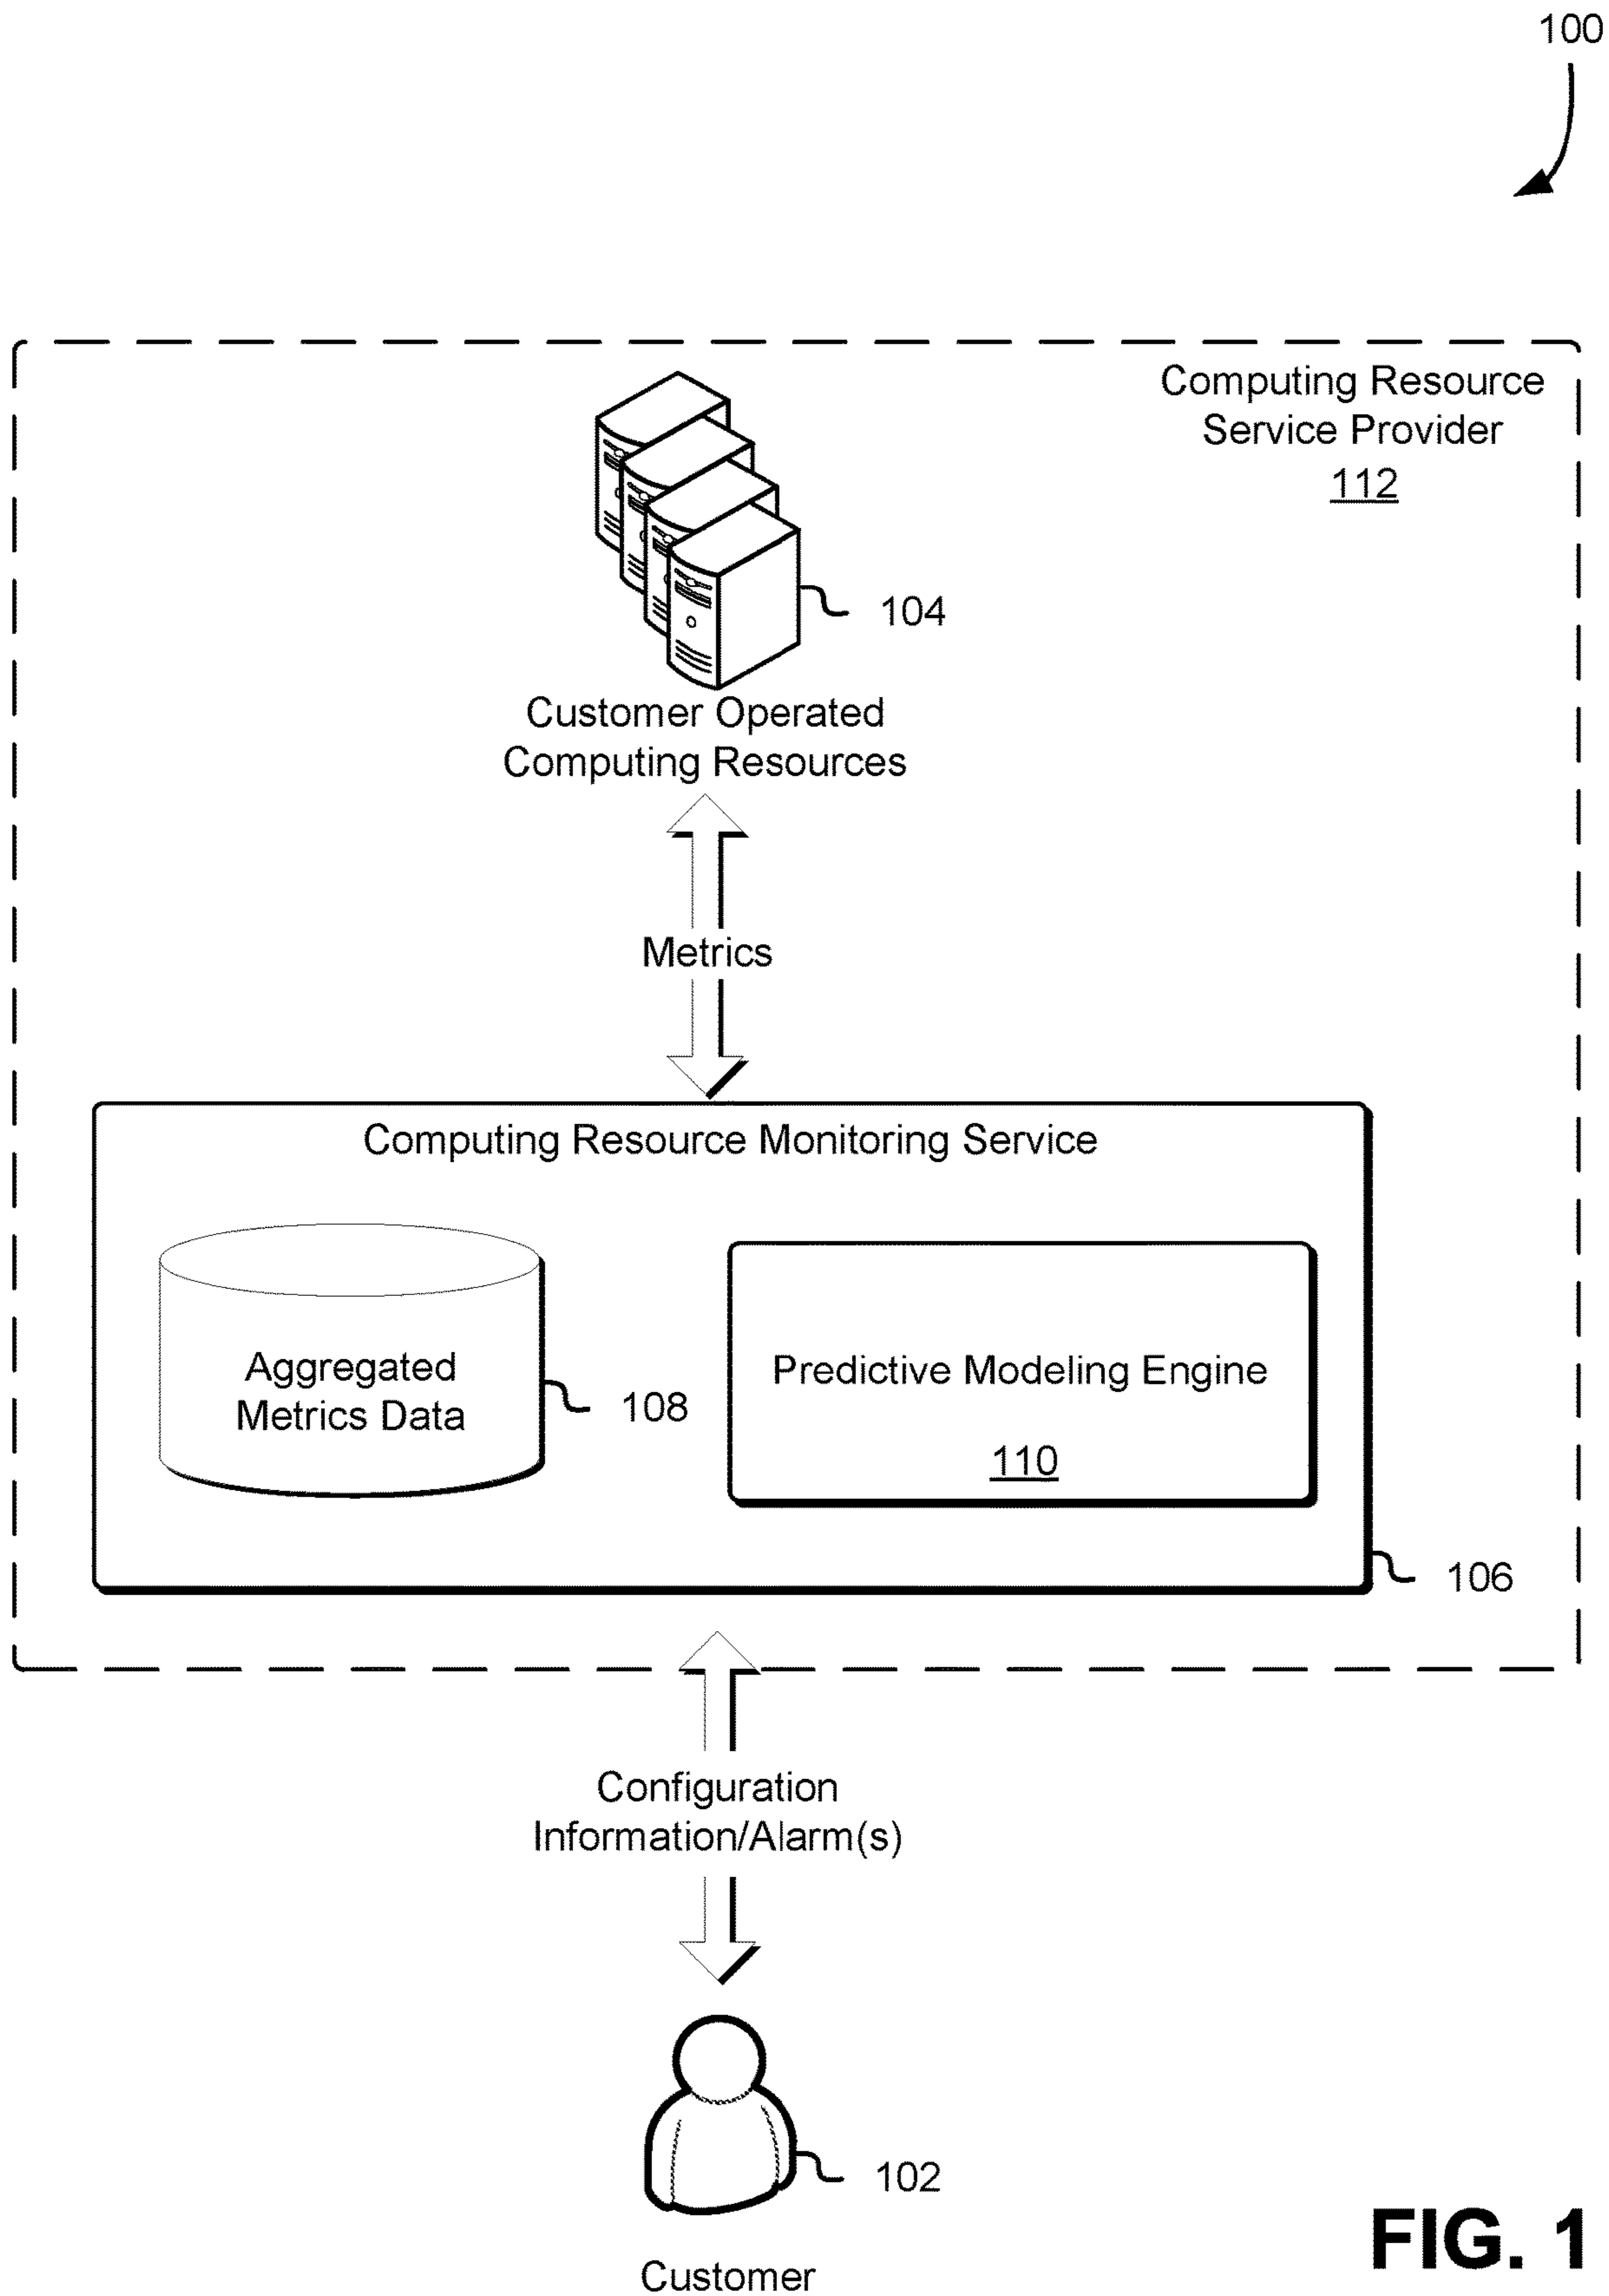 100
Computing Resource
Service Provider
112
104
Customer Operated
Computing Resources
Metrics
Computing Resource Monitoring Service
Aggregated
Metrics Data
108
Predictive Modeling Engine
110
106
Configuration
Information/Alarm(s)
102
Customer
FIG. 1